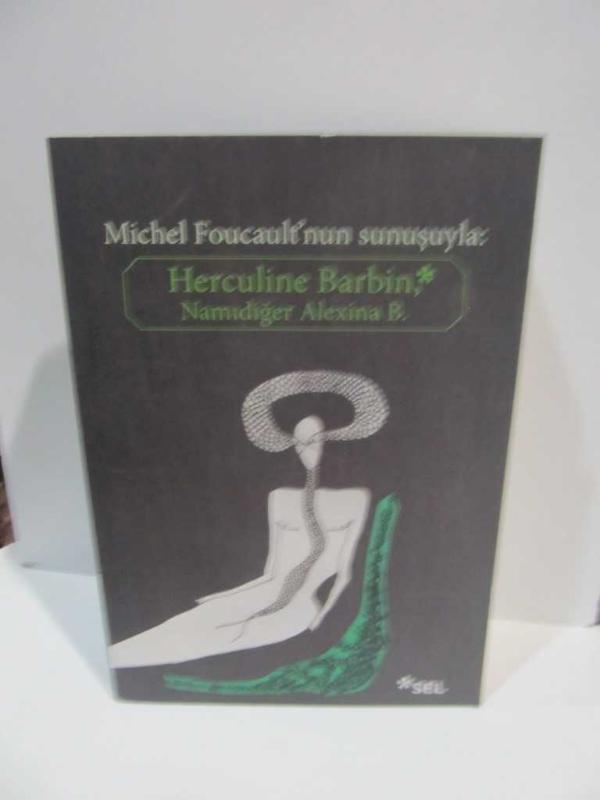 Michel Foucault'nun sunuşuyla:
Herculine Barbin,*
Namıdiğer Alexina B.
*SEL